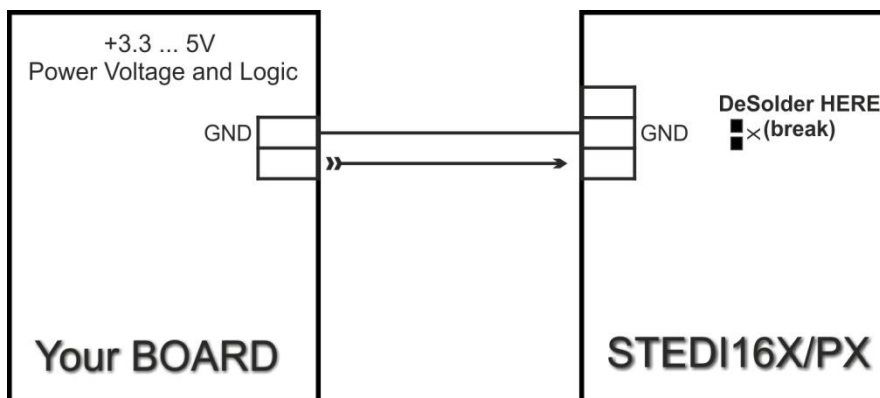 +3.3 ... 5V
Power Voltage and Logic
GND
GND
DeSolder HERE
(break)
Your BOARD
STEDI16X/PX